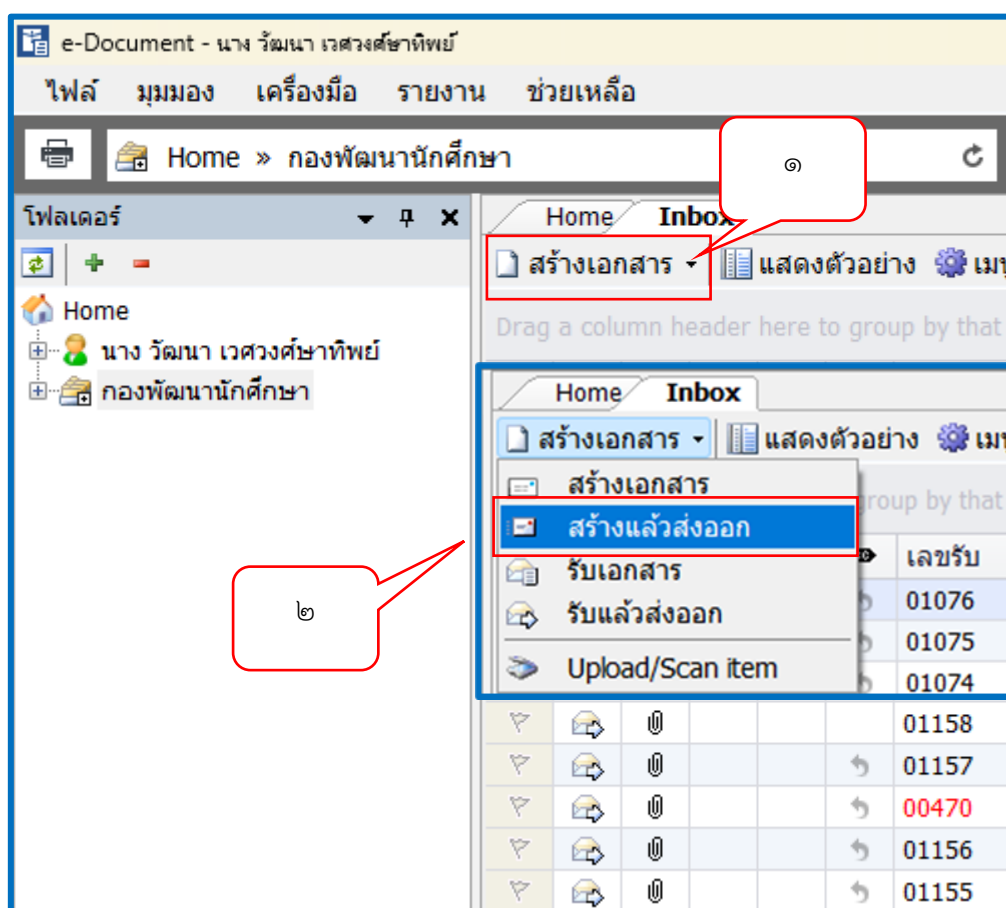 e-Document - นาง วัฒนา เวศวงศ์ษาทิพย์
ไฟล์ มุมมอง เครื่องมือ รายงาน ช่วยเหลือ
Home » กองพัฒนานักศึกษา
๑
โฟลเดอร์
Home Inbox
สร้างเอกสาร แสดงตัวอย่าง เมนู
Home
Drag a column header here to group by that
นาง วัฒนา เวศวงศ์ษาทิพย์
กองพัฒนานักศึกษา
Home Inbox
สร้างเอกสาร แสดงตัวอย่าง เมนู
สร้างเอกสาร
group by that
สร้างแล้วส่งออก
เลขรับ
รับเอกสาร
01076
รับแล้วส่งออก
01075
Upload/Scan item
01074
๒
01158
01157
00470
01156
01155